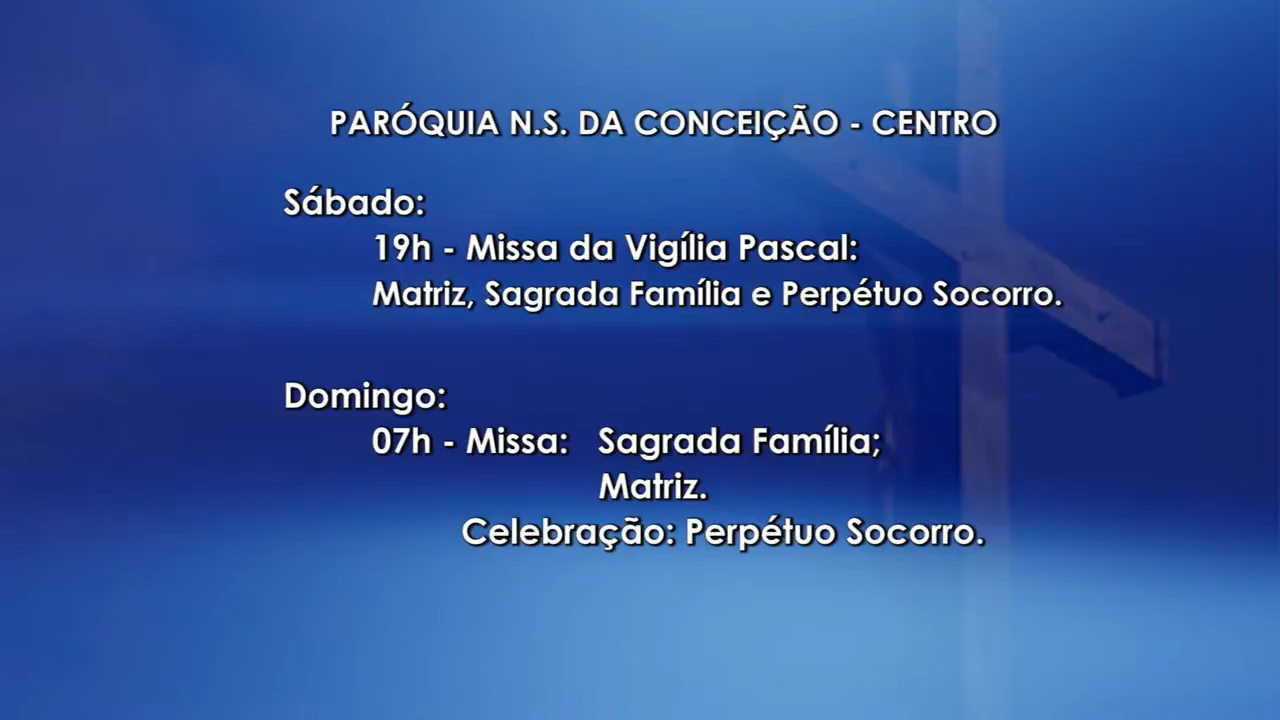 PARÓQUIA N.S. DA CONCEIÇÃO - CENTRO
Sábado:
19h - Missa da Vigília Pascal:
Matriz, Sagrada Família e Perpétuo Socorro.
Domingo:
07h - Missa: Sagrada Família;
Matriz.
Celebração: Perpétuo Socorro.